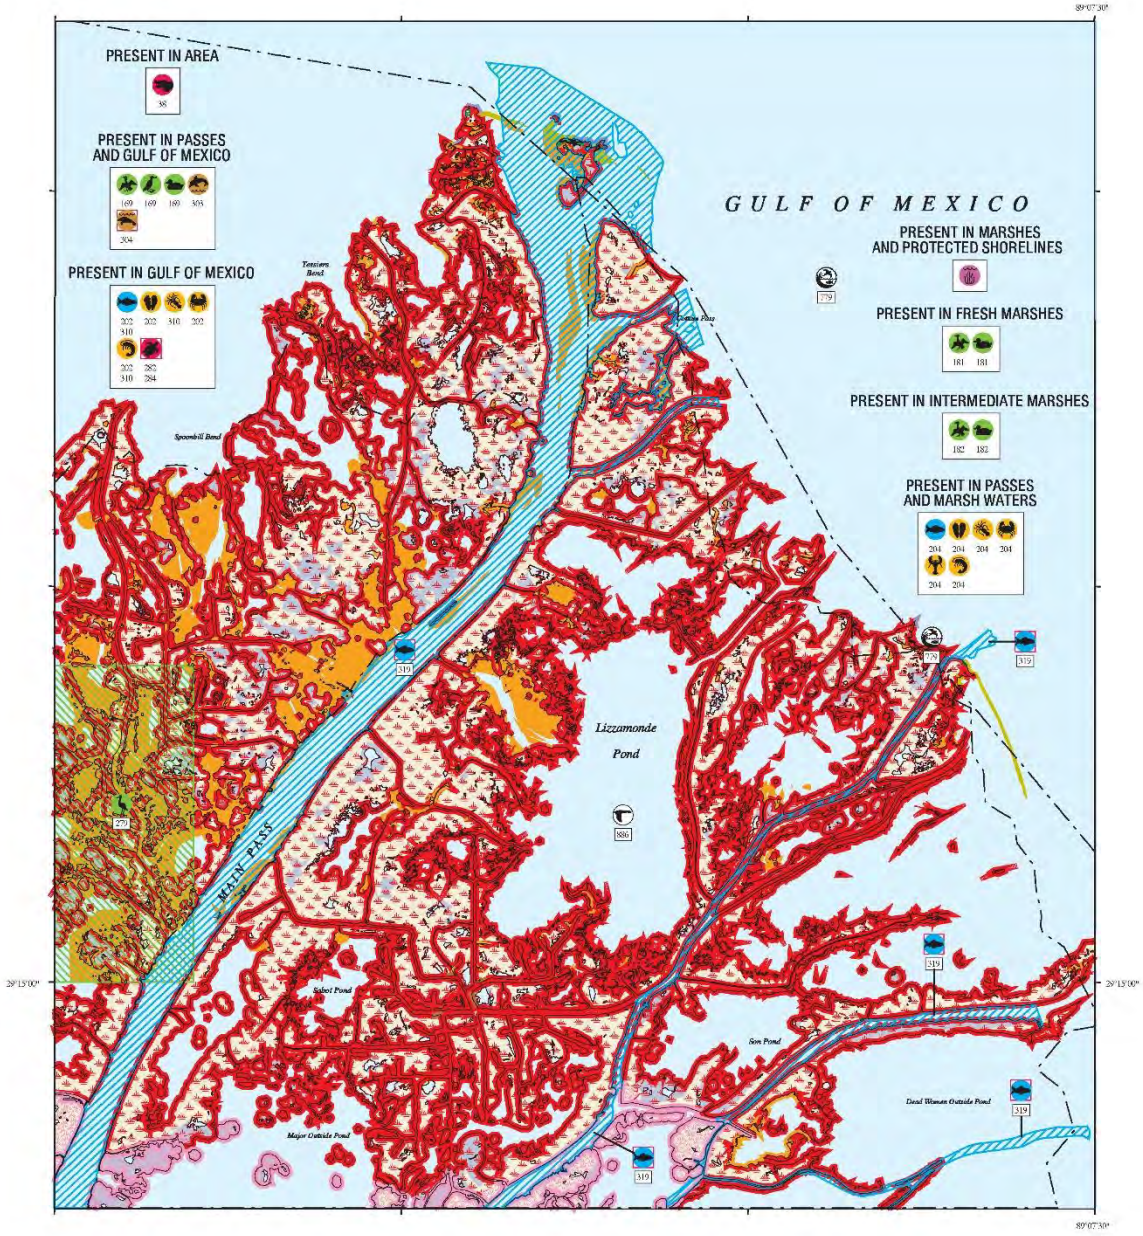 89°07'30"
PRESENT IN AREA
38
PRESENT IN PASSES
AND GULF OF MEXICO
169 169 169 303
304
PRESENT IN GULF OF MEXICO
202 202 310 202
310
202 282
310 284
GULF OF MEXICO
PRESENT IN MARSHES
AND PROTECTED SHORELINES
779
PRESENT IN FRESH MARSHES
181 181
PRESENT IN INTERMEDIATE MARSHES
182 182
PRESENT IN PASSES
AND MARSH WATERS
204 204 204 204
204 204
Bend
Spoonbill Bend
Pass
319
779
319
Lizzamonde
Pond
279
886
MAIN PASS
319
29°15'00"
29°15'00"
Sabot Pond
Son Pond
319
Dead Women Outside Pond
Major Outside Pond
319
89°07'30"